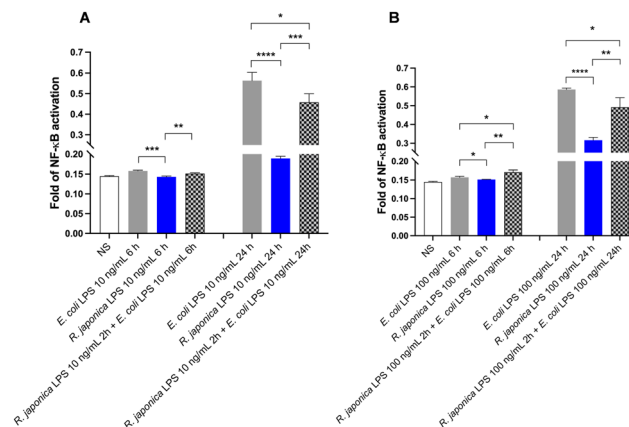 A
*
***
****
**
***
Fold of NF-κB activation
0.7
0.6
0.5
0.4
0.3
0.20
0.15
0.10
0.05
0.00
NS
E. coli LPS 10 ng/mL 6 h
R. japonica LPS 10 ng/mL 6 h
R. japonica LPS 10 ng/mL 2h + E. coli LPS 10 ng/mL 6h
E. coli LPS 10 ng/mL 24 h
R. japonica LPS 10 ng/mL 24 h
R. japonica LPS 10 ng/mL 2h + E. coli LPS 10 ng/mL 24h
B
*
**
****
*
**
*
Fold of NF-κB activation
0.7
0.6
0.5
0.4
0.3
0.20
0.15
0.10
0.05
0.00
NS
E. coli LPS 100 ng/mL 6 h
R. japonica LPS 100 ng/mL 6 h
R. japonica LPS 100 ng/mL 2h + E. coli LPS 100 ng/mL 6h
E. coli LPS 100 ng/mL 24 h
R. japonica LPS 100 ng/mL 24 h
R. japonica LPS 100 ng/mL 2h + E. coli LPS 100 ng/mL 24h